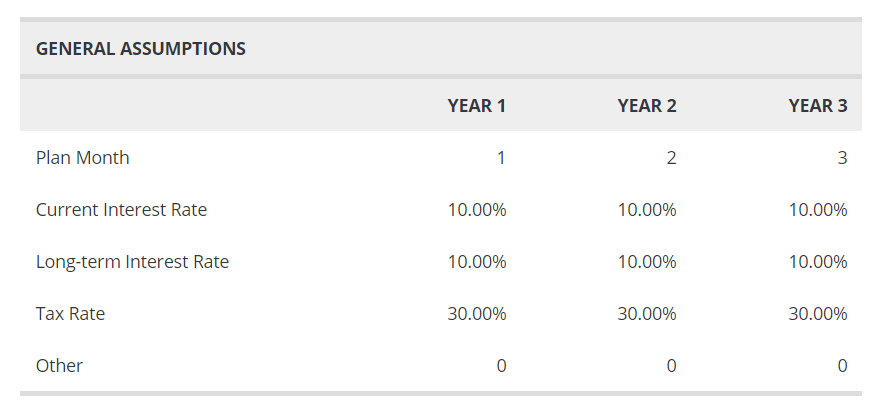 GENERAL ASSUMPTIONS
YEAR 1 YEAR 2 YEAR 3
Plan Month 1 2 3
Current Interest Rate 10.00% 10.00% 10.00%
Long-term Interest Rate 10.00% 10.00% 10.00%
Tax Rate 30.00% 30.00% 30.00%
Other 0 0 0